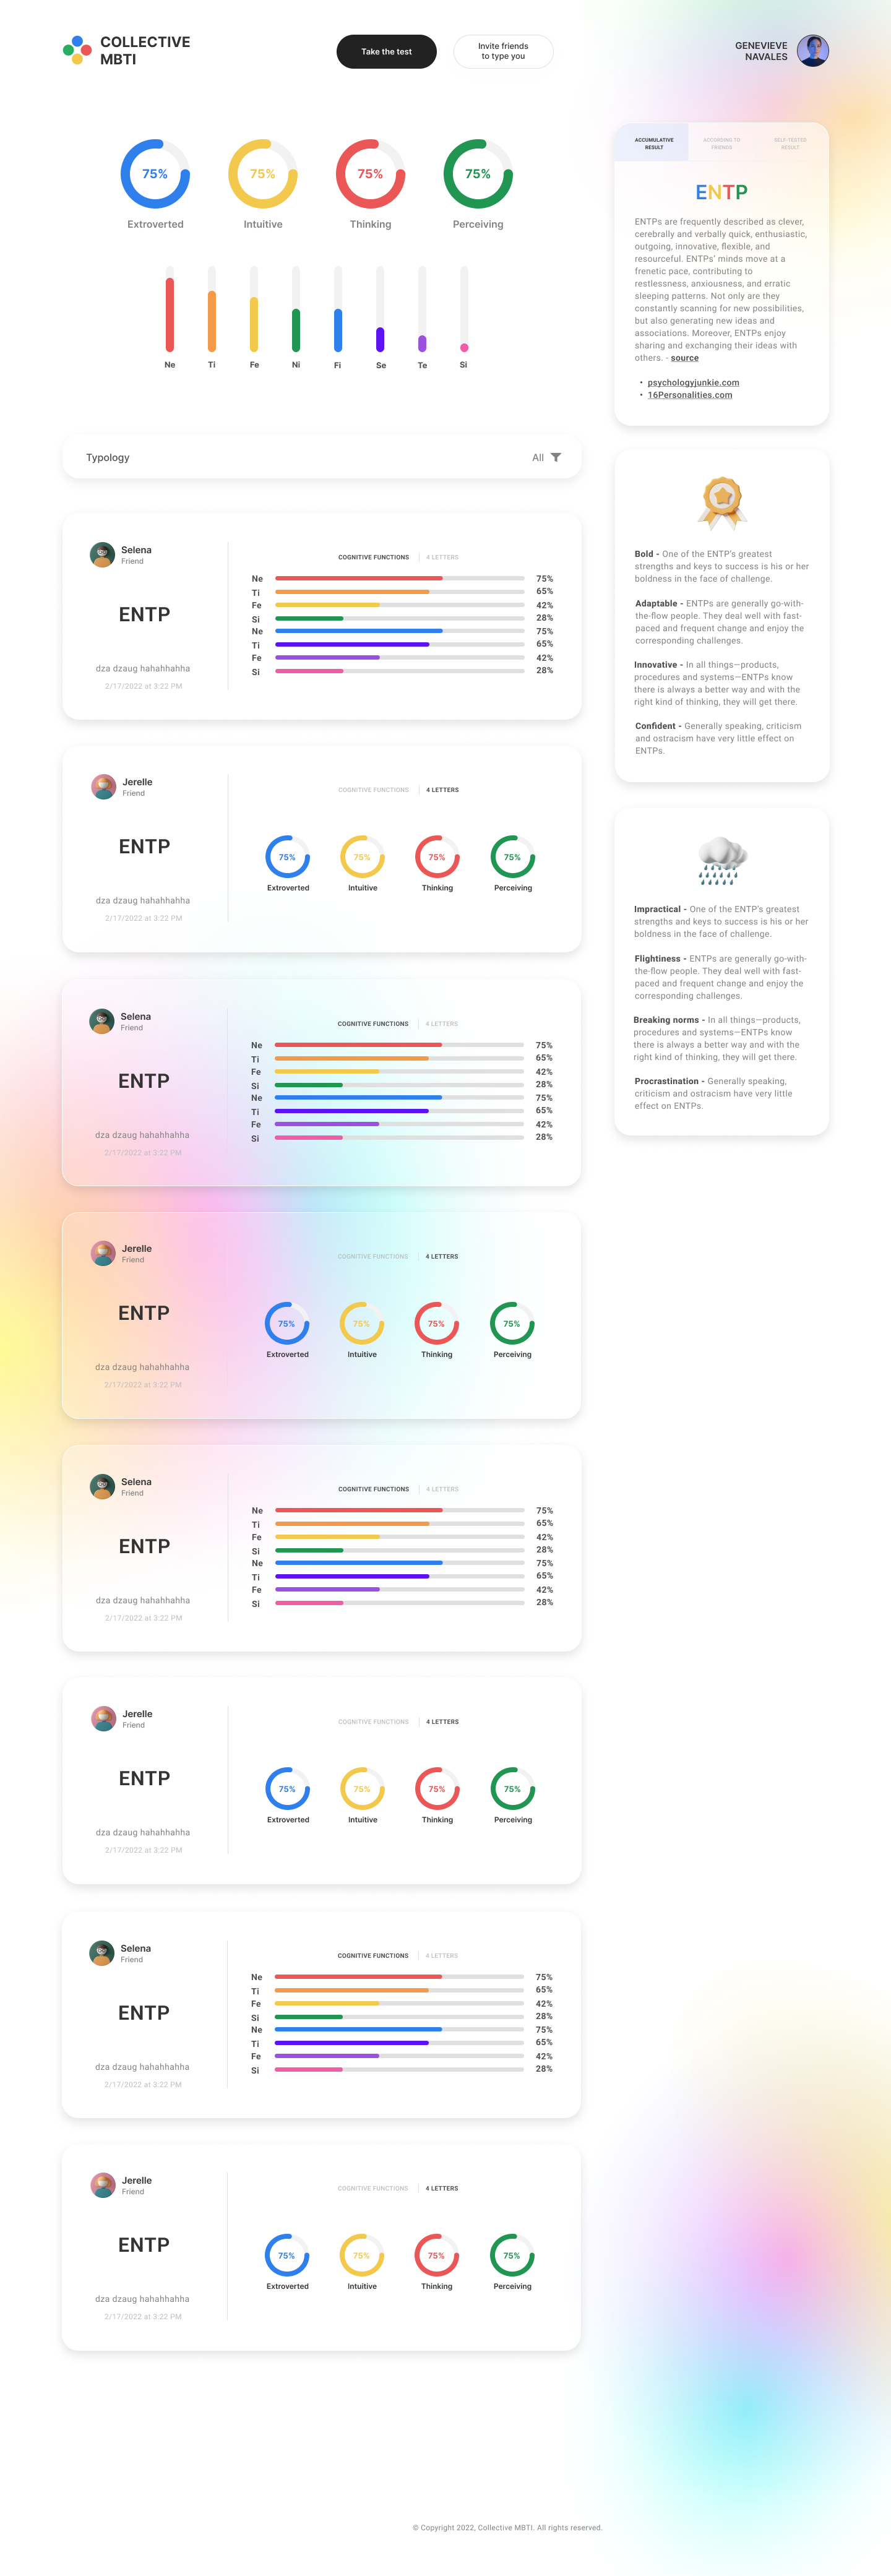 COLLECTIVE
MBTI
Take the test
Invite friends
to type you
GENEVIEVE
NAVALES
75%
75%
75%
75%
Extroverted
Intuitive
Thinking
Perceiving
Ne
Ti
Fe
Ni
Fi
Se
Te
Si
ACCUMULATIVE
RESULT
ACCORDING TO
FRIENDS
SELF-TESTED
RESULT
ENTP
ENTPs are frequently described as clever,
cerebrally and verbally quick, enthusiastic,
outgoing, innovative, flexible, and
resourceful. ENTPs' minds move at a
frenetic pace, contributing to
restlessness, anxiousness, and erratic
sleeping patterns. Not only are they
constantly scanning for new possibilities,
but also generating new ideas and
associations. Moreover, ENTPs enjoy
sharing and exchanging their ideas with
others. - source
• psychologyjunkie.com
• 16Personalities.com
Bold - One of the ENTP's greatest
strengths and keys to success is his or her
boldness in the face of challenge.
Adaptable - ENTPs are generally go-with-
the-flow people. They deal well with fast-
paced and frequent change and enjoy the
corresponding challenges.
Innovative - In all things—products,
procedures and systems—ENTPs know
there is always a better way and with the
right kind of thinking, they will get there.
Confident - Generally speaking, criticism
and ostracism have very little effect on
ENTPs.
Impractical - One of the ENTP's greatest
strengths and keys to success is his or her
boldness in the face of challenge.
Flightiness - ENTPs are generally go-with-
the-flow people. They deal well with fast-
paced and frequent change and enjoy the
corresponding challenges.
Breaking norms - In all things—products,
procedures and systems—ENTPs know
there is always a better way and with the
right kind of thinking, they will get there.
Procrastination - Generally speaking,
criticism and ostracism have very little
effect on ENTPs.
Typology
All
Selena
Friend
ENTP
dza dzaug hahahhahha
2/17/2022 at 3:22 PM
COGNITIVE FUNCTIONS
4 LETTERS
Ne 75%
Ti 65%
Fe 42%
Si 28%
Ne 75%
Ti 65%
Fe 42%
Si 28%
Jerelle
Friend
ENTP
dza dzaug hahahhahha
2/17/2022 at 3:22 PM
COGNITIVE FUNCTIONS
4 LETTERS
75%
75%
75%
75%
Extroverted
Intuitive
Thinking
Perceiving
Selena
Friend
ENTP
dza dzaug hahahhahha
2/17/2022 at 3:22 PM
COGNITIVE FUNCTIONS
4 LETTERS
Ne 75%
Ti 65%
Fe 42%
Si 28%
Ne 75%
Ti 65%
Fe 42%
Si 28%
Jerelle
Friend
ENTP
dza dzaug hahahhahha
2/17/2022 at 3:22 PM
COGNITIVE FUNCTIONS
4 LETTERS
75%
75%
75%
75%
Extroverted
Intuitive
Thinking
Perceiving
Selena
Friend
ENTP
dza dzaug hahahhahha
2/17/2022 at 3:22 PM
COGNITIVE FUNCTIONS
4 LETTERS
Ne 75%
Ti 65%
Fe 42%
Si 28%
Ne 75%
Ti 65%
Fe 42%
Si 28%
Jerelle
Friend
ENTP
dza dzaug hahahhahha
2/17/2022 at 3:22 PM
COGNITIVE FUNCTIONS
4 LETTERS
75%
75%
75%
75%
Extroverted
Intuitive
Thinking
Perceiving
Selena
Friend
ENTP
dza dzaug hahahhahha
2/17/2022 at 3:22 PM
COGNITIVE FUNCTIONS
4 LETTERS
Ne 75%
Ti 65%
Fe 42%
Si 28%
Ne 75%
Ti 65%
Fe 42%
Si 28%
Jerelle
Friend
ENTP
dza dzaug hahahhahha
2/17/2022 at 3:22 PM
COGNITIVE FUNCTIONS
4 LETTERS
75%
75%
75%
75%
Extroverted
Intuitive
Thinking
Perceiving
© Copyright 2022, Collective MBTI. All rights reserved.